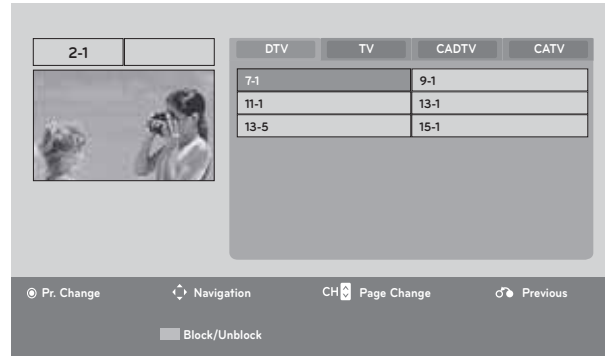 2-1
DTV TV CADTV CATV
7-1 9-1
11-1 13-1
13-5 15-1
Pr. Change Navigation CH Page Change Previous
Block/Unblock